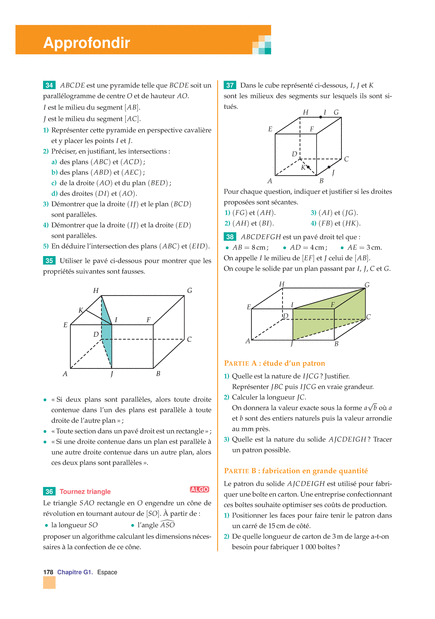 Approfondir
34 ABCDE est une pyramide telle que BCDE soit un
parallélogramme de centre O et de hauteur AO.
I est le milieu du segment [AB].
J est le milieu du segment [AC].
1) Représenter cette pyramide en perspective cavalière
et y placer les points I et J.
2) Préciser, en justifiant, les intersections :
a) des plans (ABC) et (ACD) ;
b) des plans (ABD) et (AEC) ;
c) de la droite (AO) et du plan (BED) ;
d) des droites (DI) et (AO).
3) Démontrer que la droite (IJ) et le plan (BCD)
sont parallèles.
4) Démontrer que la droite (IJ) et la droite (ED)
sont parallèles.
5) En déduire l'intersection des plans (ABC) et (EID).
35 Utiliser le pavé ci-dessous pour montrer que les
propriétés suivantes sont fausses.
H
G
K
E
I
F
D
C
A
J
B
• « Si deux plans sont parallèles, alors toute droite
contenue dans l'un des plans est parallèle à toute
droite de l'autre plan » ;
• « Toute section dans un pavé droit est un rectangle » ;
• « Si une droite contenue dans un plan est parallèle à
une autre droite contenue dans un autre plan, alors
ces deux plans sont parallèles ».
36 Tournez triangle
ALGO
Le triangle SAO rectangle en O engendre un cône de
révolution en tournant autour de [SO]. À partir de :
• la longueur SO • l'angle ASO
proposer un algorithme calculant les dimensions néces-
saires à la confection de ce cône.
37 Dans le cube représenté ci-dessous, I, J et K
sont les milieux des segments sur lesquels ils sont si-
tués.
H
I
G
E
F
D
C
K
J
A
B
Pour chaque question, indiquer et justifier si les droites
proposées sont sécantes.
1) (FG) et (AH). 3) (AI) et (JG).
2) (AH) et (BI). 4) (FB) et (HK).
38 ABCDEFGH est un pavé droit tel que :
• AB = 8 cm ; • AD = 4 cm ; • AE = 3 cm.
On appelle I le milieu de [EF] et J celui de [AB].
On coupe le solide par un plan passant par I, J, C et G.
H
G
E
I
F
D
C
A
J
B
PARTIE A : étude d'un patron
1) Quelle est la nature de IJCG ? Justifier.
Représenter JBC puis IJCG en vraie grandeur.
2) Calculer la longueur JC.
On donnera la valeur exacte sous la forme a√b où a
et b sont des entiers naturels puis la valeur arrondie
au mm près.
3) Quelle est la nature du solide AJCDEIGH ? Tracer
un patron possible.
PARTIE B : fabrication en grande quantité
Le patron du solide AJCDEIGH est utilisé pour fabri-
quer une boîte en carton. Une entreprise confectionnant
ces boîtes souhaite optimiser ses coûts de production.
1) Positionner les faces pour faire tenir le patron dans
un carré de 15 cm de côté.
2) De quelle longueur de carton de 3 m de large a-t-on
besoin pour fabriquer 1 000 boîtes ?
178 Chapitre G1. Espace